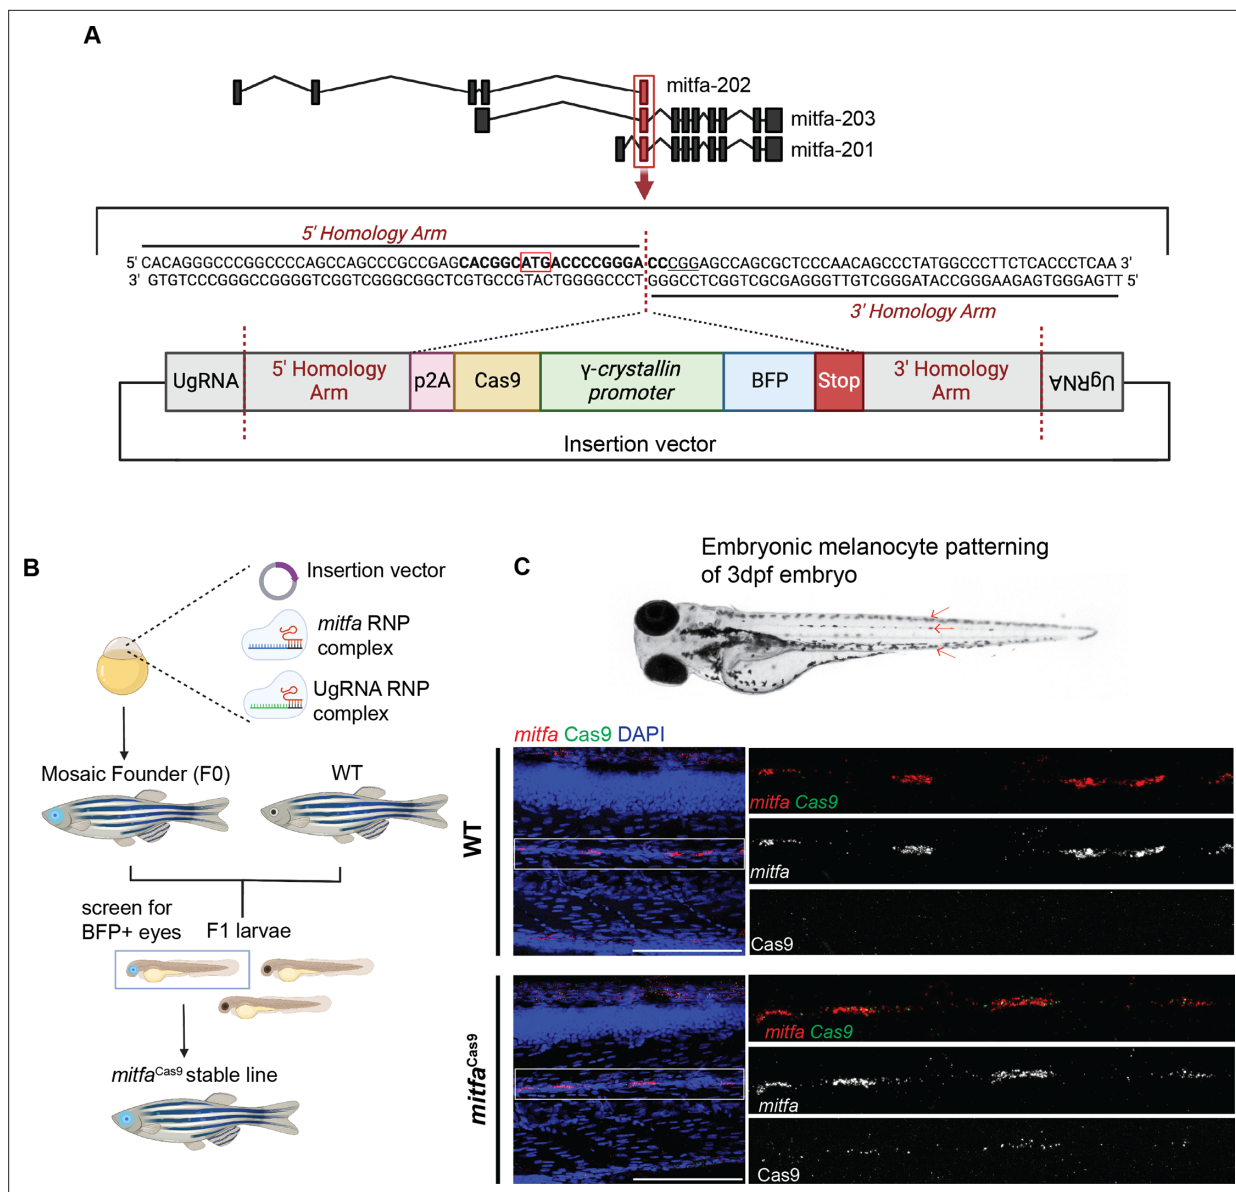 A
mitfa-202
mitfa-203
mitfa-201
5' Homology Arm
5' CACAGGGCCCGGCCCCAGCCAGCCCGCCGAGCACGGCATGACCCCGGGACCCGGAGCCAGCGCTCCCAACAGCCCTATGGCCCTTCTCACCCTCAA 3'
3' GTGTCCCGGGCCGGGGTCGGTCGGGCGGCTCGTGCCGTACTGGGGCCCTGGGCCTCGGTCGCGAGGGTTGTCGGGATACCGGGAAGAGTGGGAGTT 5'
3' Homology Arm
UgRNA
5' Homology
Arm
p2A
Cas9
γ-crystallin
promoter
BFP
Stop
3' Homology
Arm
UgRNA
Insertion vector
B
Insertion vector
mitfa RNP
complex
UgRNA RNP
complex
Mosaic Founder (F0)
WT
screen for
BFP+ eyes
F1 larvae
mitfaCas9 stable line
C
Embryonic melanocyte patterning
of 3dpf embryo
mitfa Cas9 DAPI
WT
mitfa Cas9
mitfa
Cas9
mitfaCas9
mitfa Cas9
mitfa
Cas9